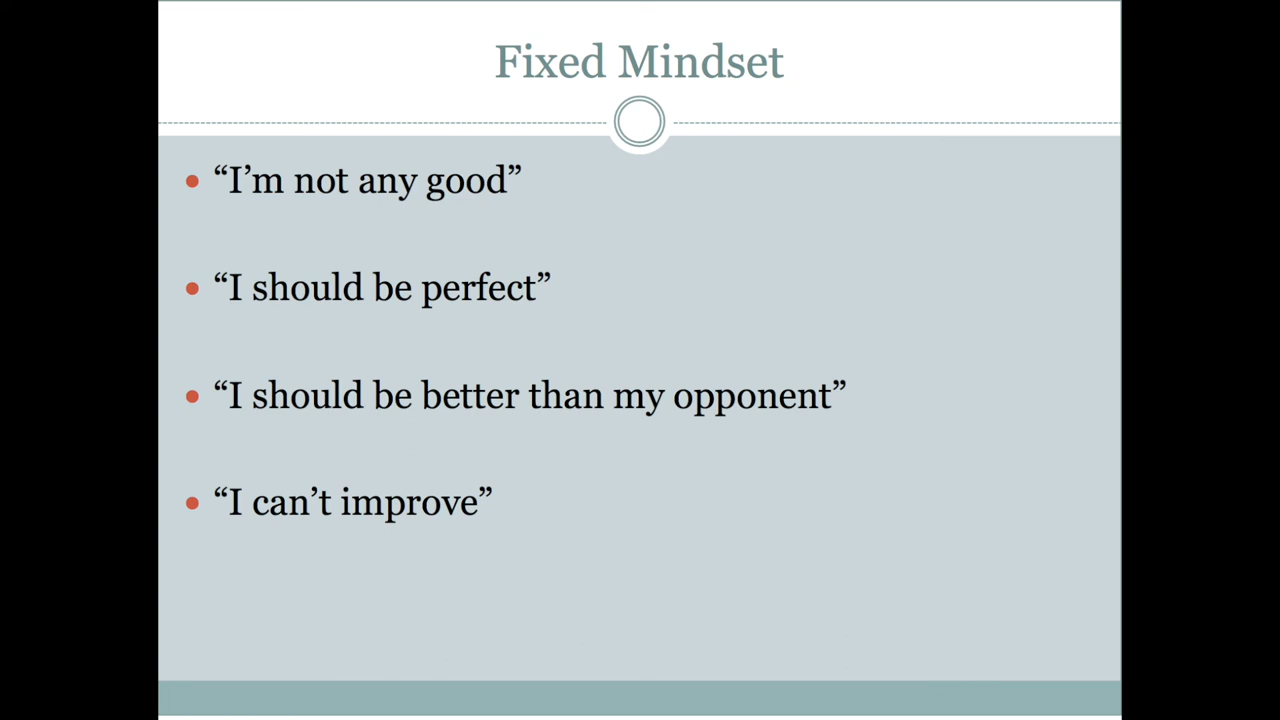 Fixed Mindset
• “I’m not any good”
• “I should be perfect”
• “I should be better than my opponent”
• “I can’t improve”